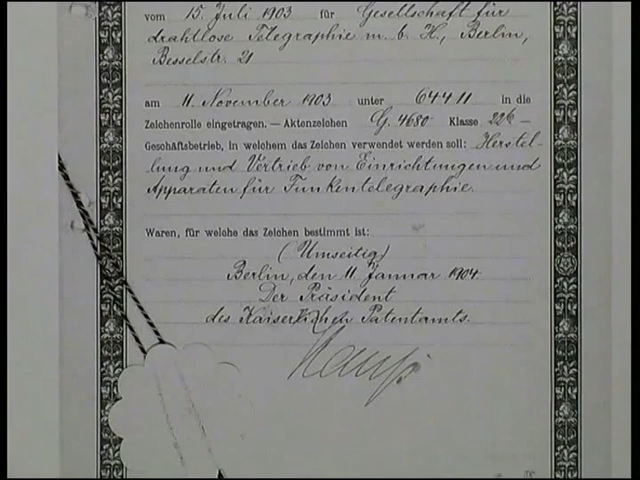 vom 15. Juli 1903 für Gesellschaft für
drahtlose Telegraphie m. b. H., Berlin,
Besselstr. 21
am 11. November 1903 unter 64411 in die
Zeichenrolle eingetragen. — Aktenzeichen G. 4680 Klasse 22b —
Geschäftsbetrieb, in welchem das Zeichen verwendet werden soll: Herstel-
lung und Vertrieb von Einrichtungen und
Apparaten für Funkentelegraphie.
Waren, für welche das Zeichen bestimmt ist:
(Umseitig)
Berlin, den 11. Januar 1904.
Der Präsident
des Kaiserlichen Patentamts.